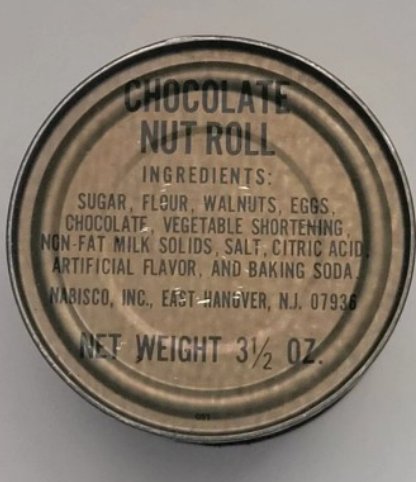 CHOCOLATE
NUT ROLL
INGREDIENTS:
SUGAR, FLOUR, WALNUTS, EGGS,
CHOCOLATE, VEGETABLE SHORTENING,
NON-FAT MILK SOLIDS, SALT, CITRIC ACID,
ARTIFICIAL FLAVOR, AND BAKING SODA.
NABISCO, INC., EAST HANOVER, N.J. 07936
NET WEIGHT 3½ OZ.